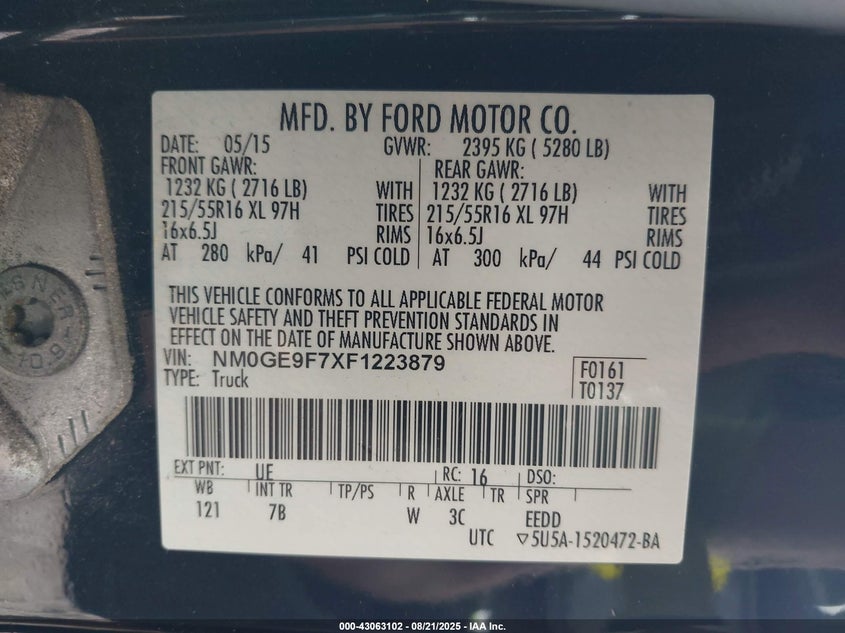 MFD. BY FORD MOTOR CO.
DATE: 05/15 GVWR: 2395 KG ( 5280 LB)
FRONT GAWR: REAR GAWR:
1232 KG ( 2716 LB) WITH 1232 KG ( 2716 LB) WITH
215/55R16 XL 97H TIRES 215/55R16 XL 97H TIRES
16x6.5J RIMS 16x6.5J RIMS
AT 280 kPa/ 41 PSI COLD AT 300 kPa/ 44 PSI COLD
THIS VEHICLE CONFORMS TO ALL APPLICABLE FEDERAL MOTOR
VEHICLE SAFETY AND THEFT PREVENTION STANDARDS IN
EFFECT ON THE DATE OF MANUFACTURE SHOWN ABOVE.
VIN: NM0GE9F7XF1223879 F0161
TYPE: Truck T0137
EXT PNT: UE RC: 16 DSO:
WB INT TR TP/PS R AXLE TR SPR
121 7B W 3C EEDD
UTC ▽5U5A-1520472-BA
000-43063102 - 08/21/2025 - IAA Inc.